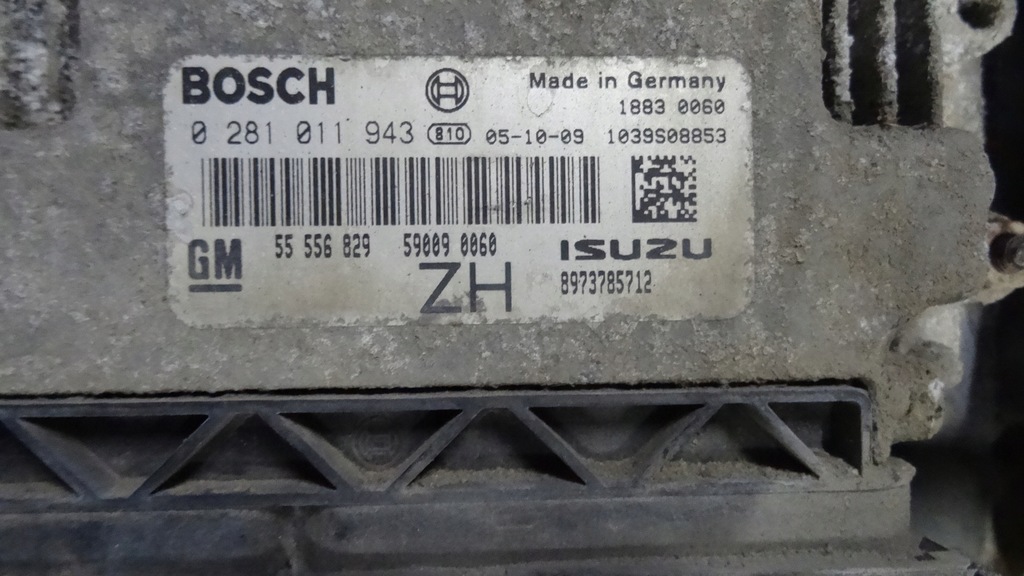 BOSCH Made in Germany
1883 0060
0 281 011 943 810 05-10-09 1039S08853
GM 55 556 829 59009 0060 ISUZU
ZH 8973785712